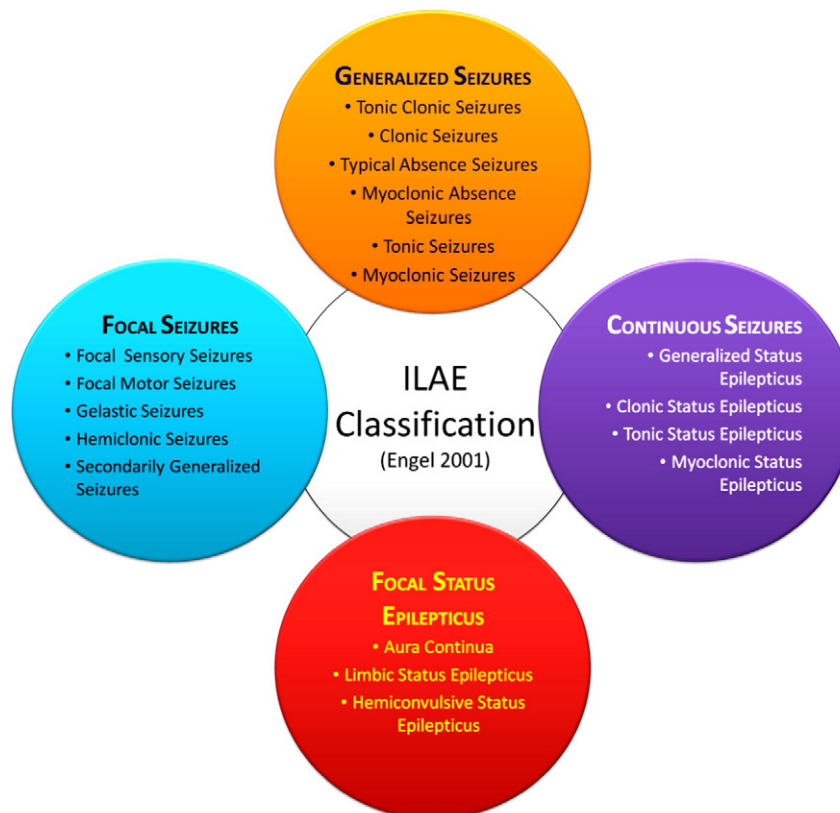 GENERALIZED SEIZURES
• Tonic Clonic Seizures
• Clonic Seizures
• Typical Absence Seizures
• Myoclonic Absence
Seizures
• Tonic Seizures
• Myoclonic Seizures
FOCAL SEIZURES
• Focal Sensory Seizures
• Focal Motor Seizures
• Gelastic Seizures
• Hemiclonic Seizures
• Secondarily Generalized
Seizures
ILAE
Classification
(Engel 2001)
CONTINUOUS SEIZURES
• Generalized Status
Epilepticus
• Clonic Status Epilepticus
• Tonic Status Epilepticus
• Myoclonic Status
Epilepticus
FOCAL STATUS
EPILEPTICUS
• Aura Continua
• Limbic Status Epilepticus
• Hemiconvulsive Status
Epilepticus